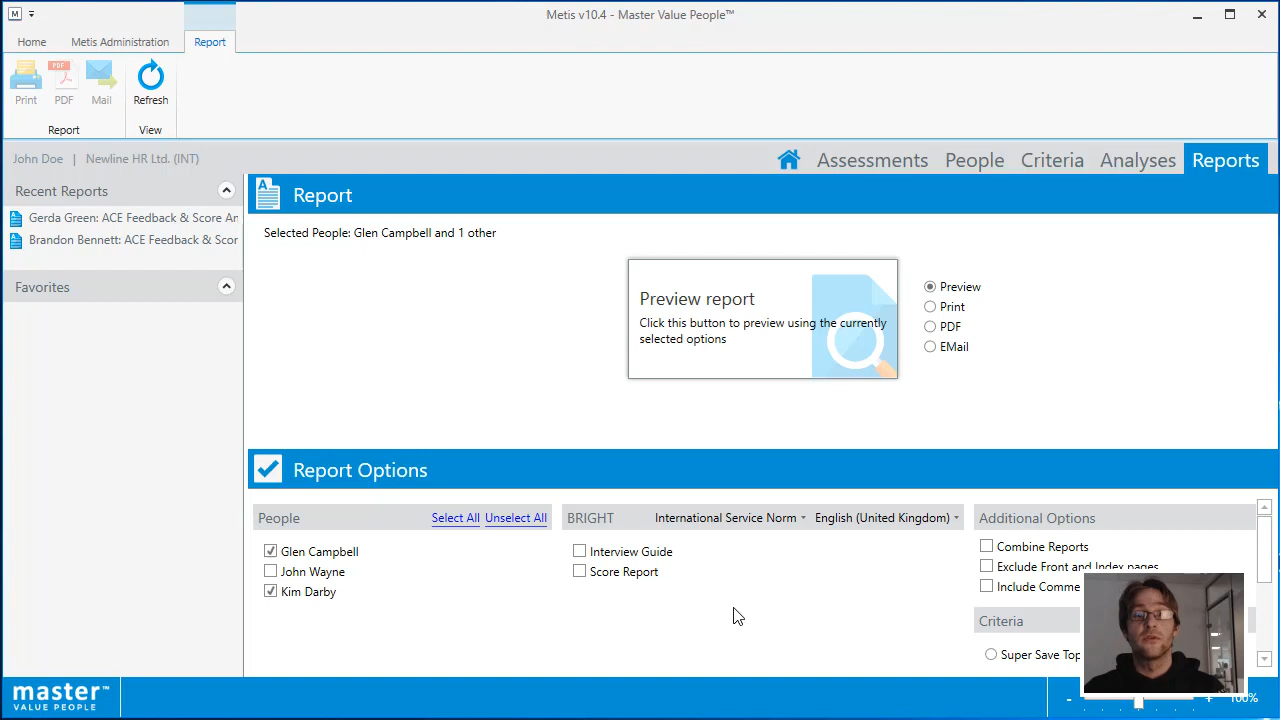 M
Metis v10.4 - Master Value People™
Home
Metis Administration
Report
Print
PDF
PDF
Mail
Refresh
Report
View
John Doe | Newline HR Ltd. (INT)
Assessments
People
Criteria
Analyses
Reports
Recent Reports
Gerda Green: ACE Feedback & Score An
Brandon Bennett: ACE Feedback & Scor
Favorites
A
Report
Selected People: Glen Campbell and 1 other
Preview report
Click this button to preview using the currently
selected options
Preview
Print
PDF
EMail
Report Options
People
Select All
Unselect All
Glen Campbell
John Wayne
Kim Darby
BRIGHT
International Service Norm
English (United Kingdom)
Interview Guide
Score Report
Additional Options
Combine Reports
Exclude Front and Index pages
Include Comme
Criteria
Super Save Top
master™
VALUE PEOPLE
- + 100%